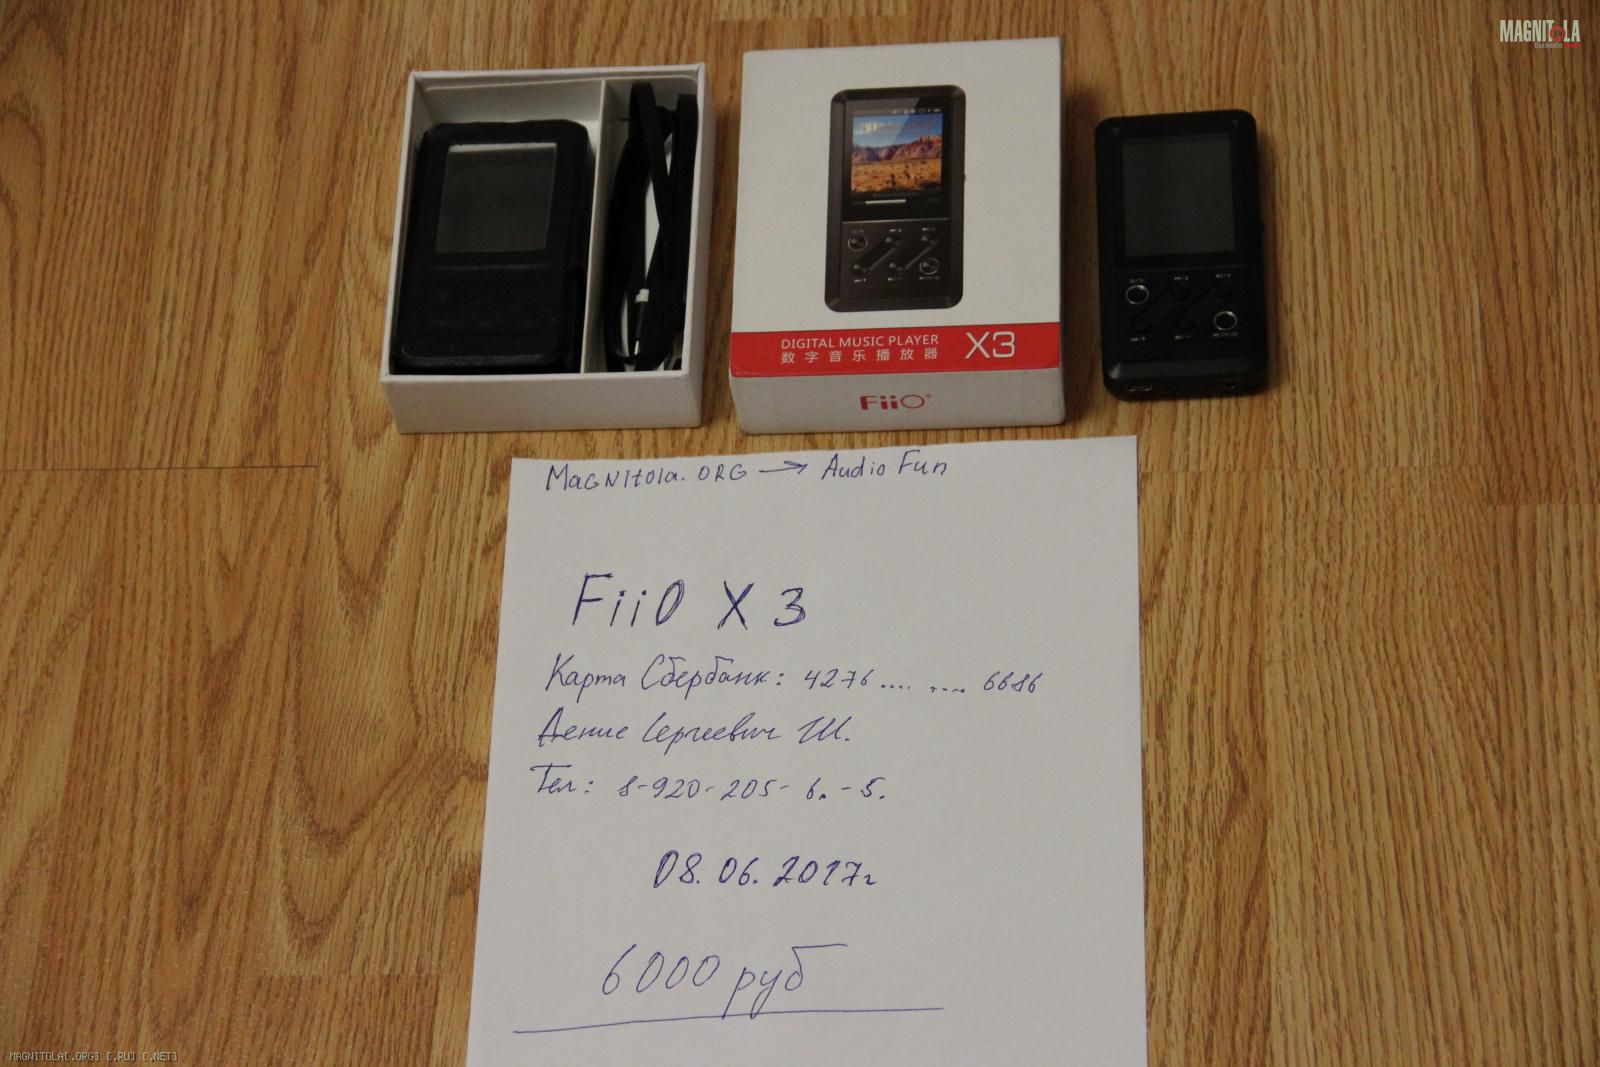 MAGNITOLA
DIGITAL MUSIC PLAYER
数字音乐播放器
X3
FiiO
MAGNITOLA.ORG → Audio Fun
FiiO X3
Карта Сбербанк: 4276.... .... 6686
Денис Сергеевич Ш.
Тел: 8-920-205-6.-5.
08.06.2017г
6000 руб
MAGNITOLA[.ORG] [.RU] [.NET]